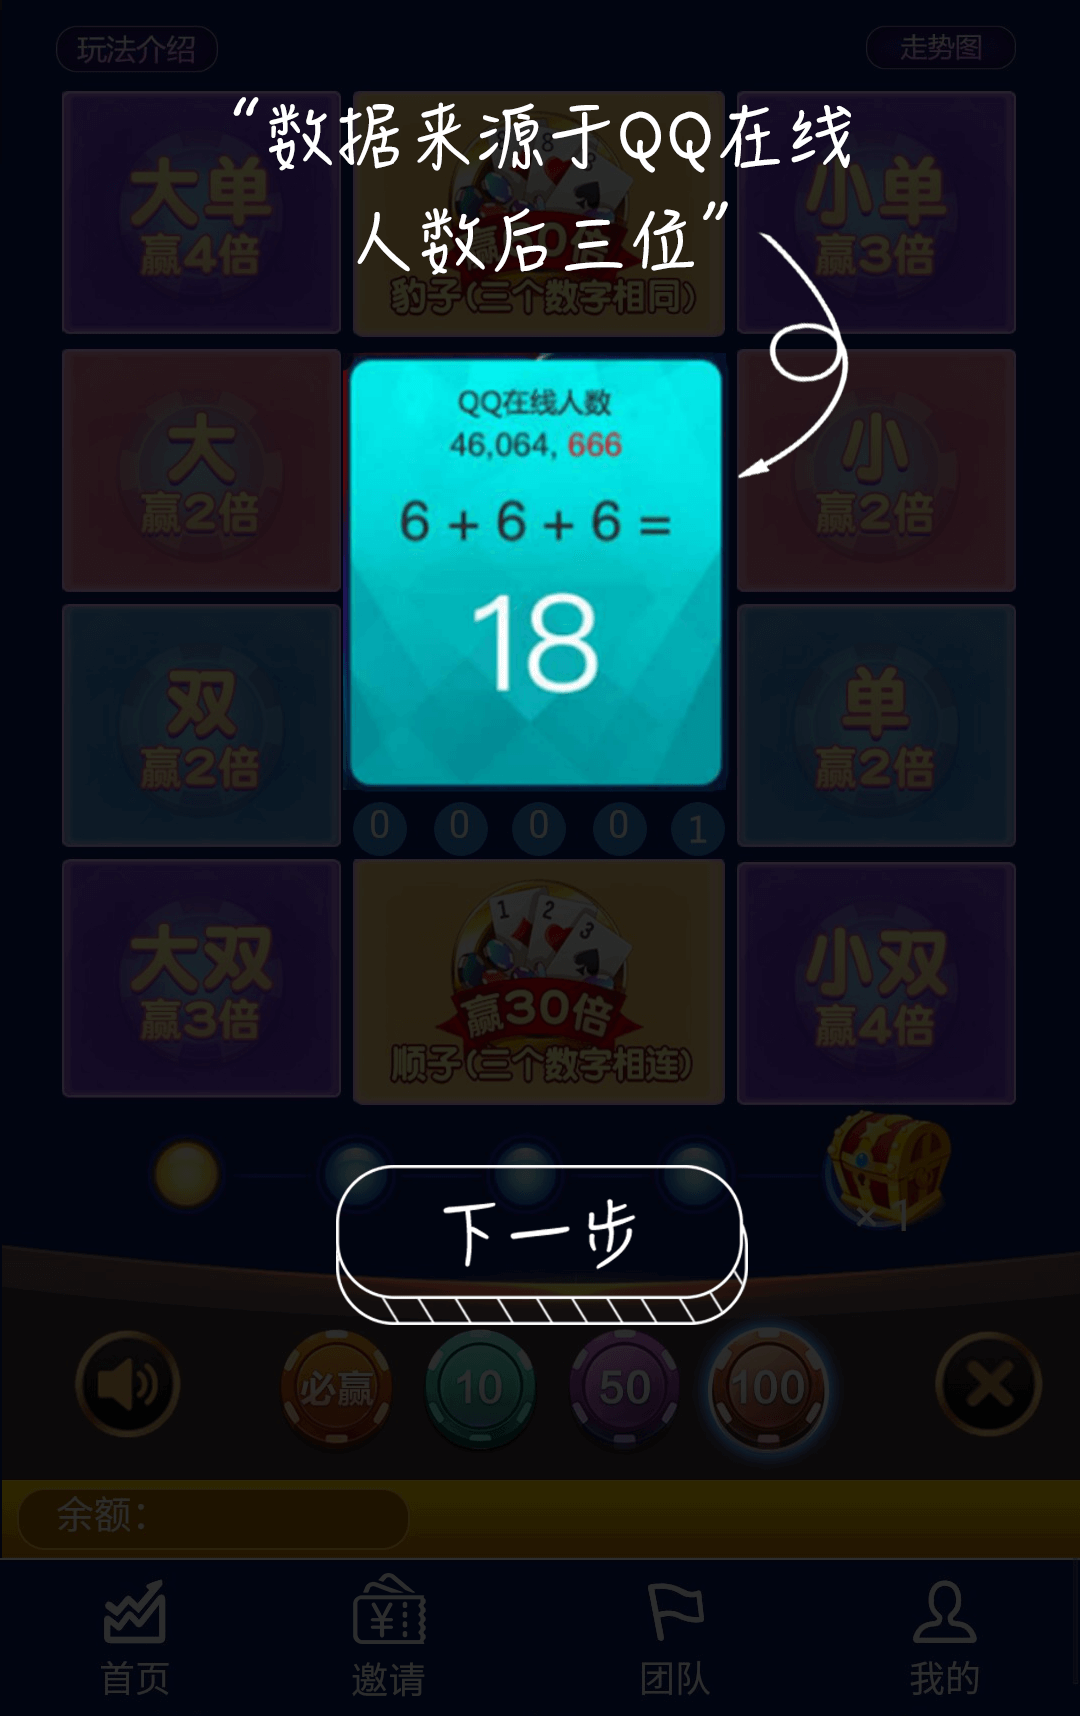 玩法介绍
走势图
“数据来源于QQ在线
人数后三位”
大单
赢4倍
豹子(三个数字相同)
小单
赢3倍
QQ在线人数
46,064, 666
6 + 6 + 6 =
18
大
赢2倍
小
赢2倍
双
赢2倍
单
赢2倍
0 0 0 0 1
大双
赢3倍
1 2 3
赢30倍
顺子(三个数字相连)
小双
赢4倍
× 1
下一步
必赢 10 50 100
余额:
首页 邀请 团队 我的